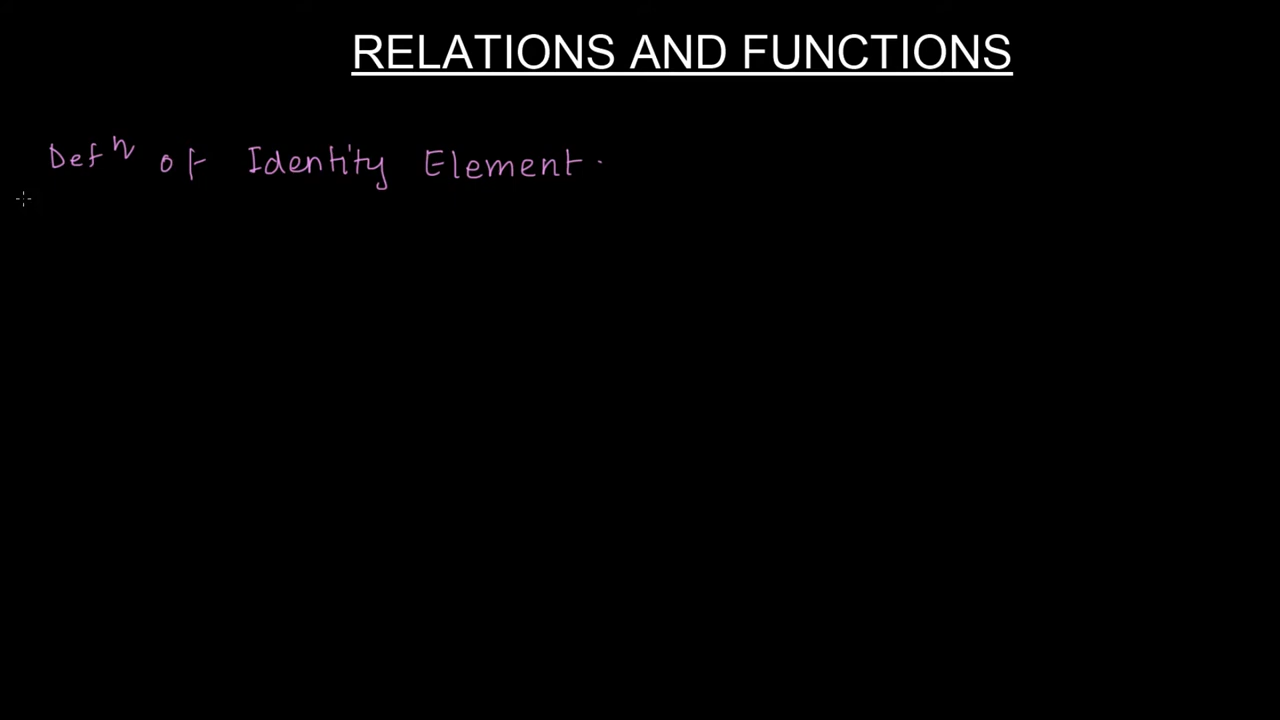 RELATIONS AND FUNCTIONS
Defⁿ of Identity Element.